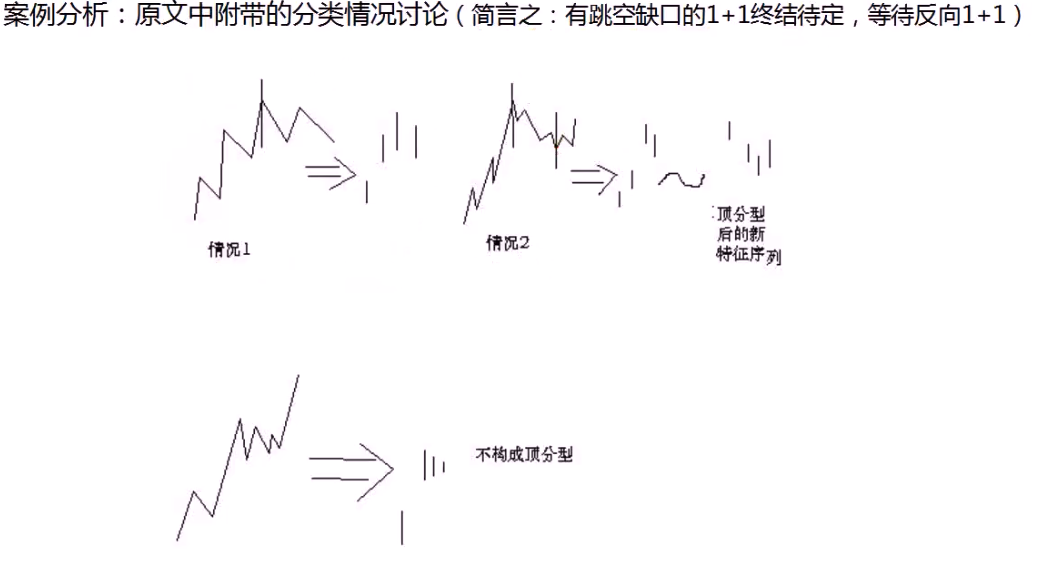 案例分析：原文中附带的分类情况讨论（简言之：有跳空缺口的1+1终结待定，等待反向1+1）
情况1
情况2
顶分型
后的新
特征序列
不构成顶分型